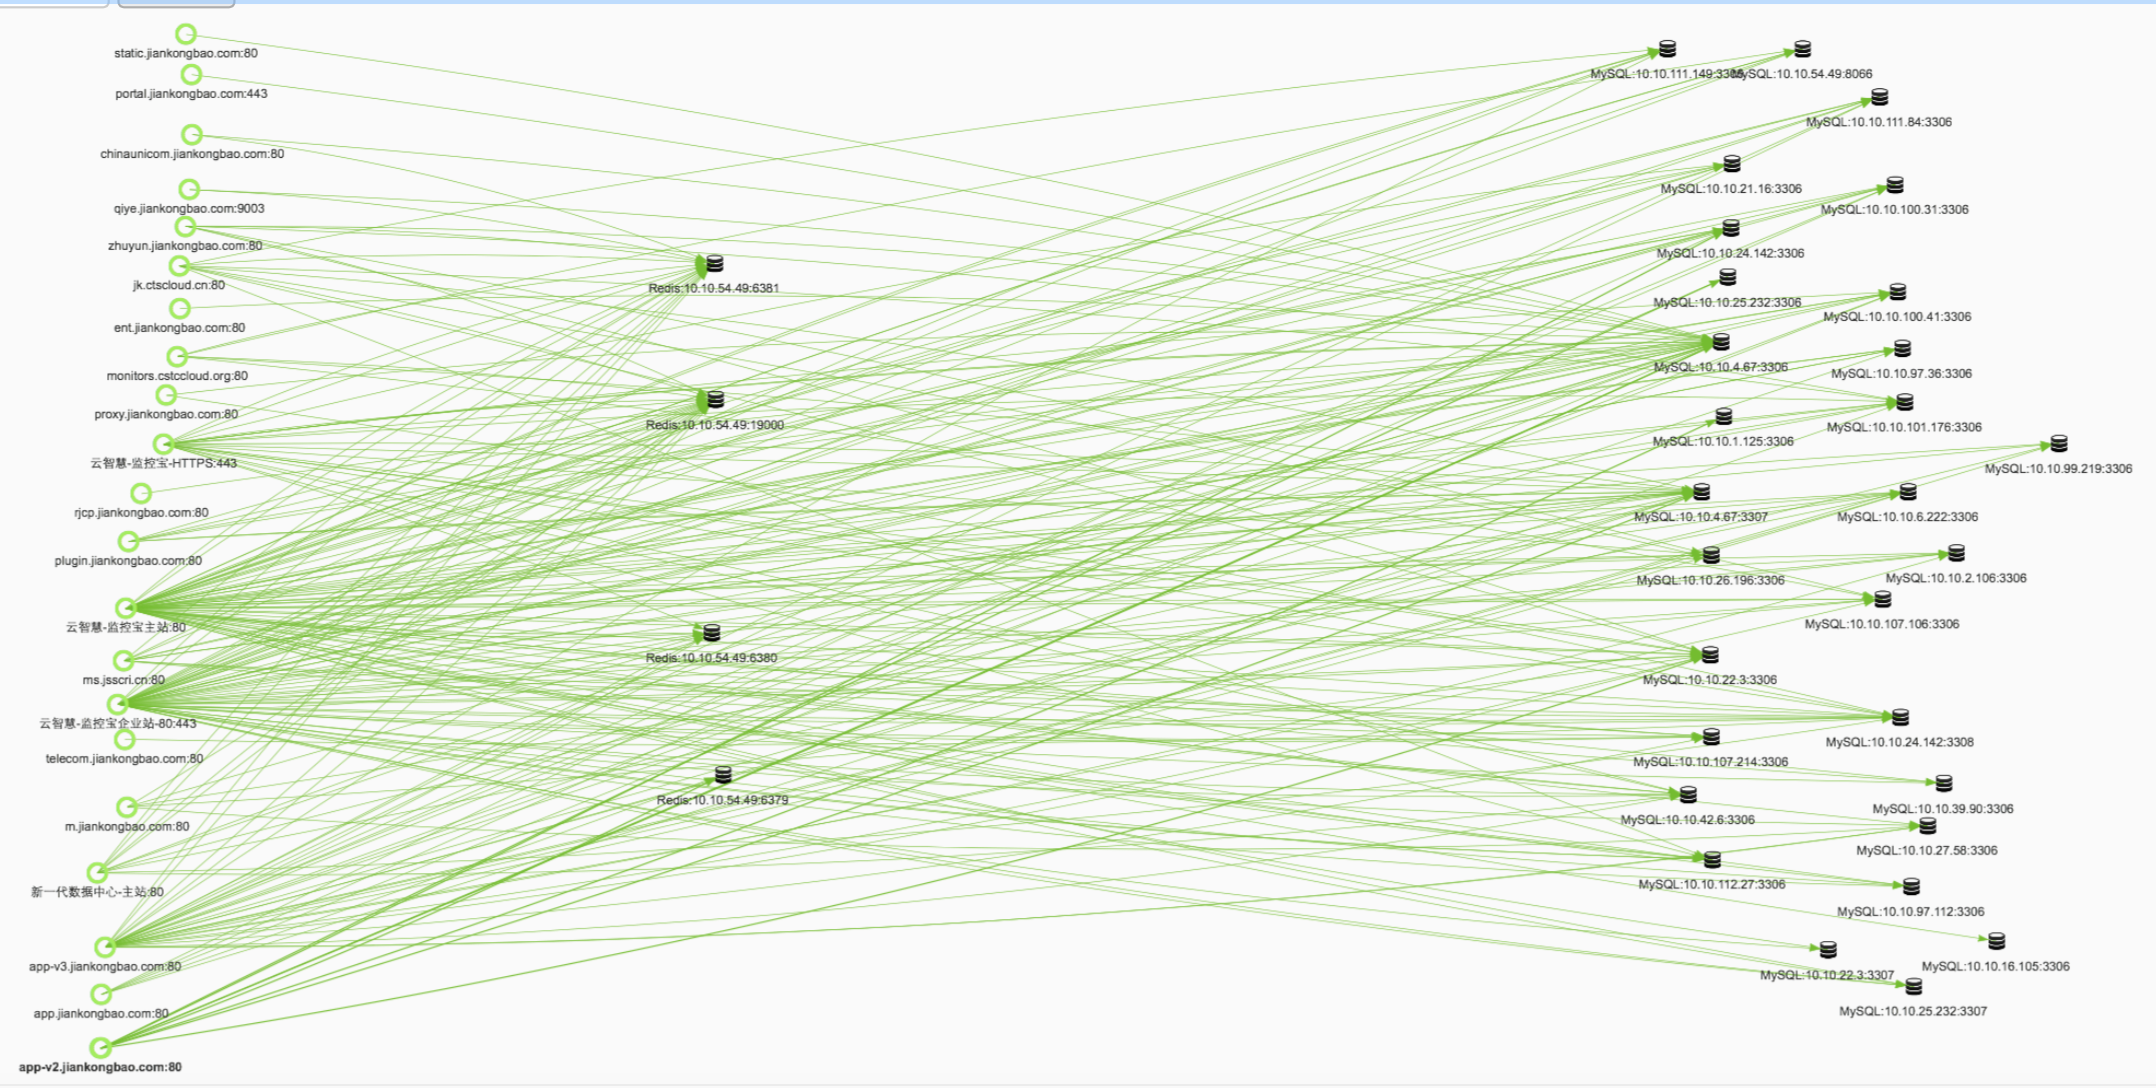 static.jiankongbao.com:80
portal.jiankongbao.com:443
chinaunicom.jiankongbao.com:80
qiye.jiankongbao.com:9003
zhuyun.jiankongbao.com:80
jk.ctscloud.cn:80
ent.jiankongbao.com:80
monitors.cstccloud.org:80
proxy.jiankongbao.com:80
云智慧-监控宝-HTTPS:443
rjcp.jiankongbao.com:80
plugin.jiankongbao.com:80
云智慧-监控宝主站:80
ms.jsscri.cn:80
云智慧-监控宝企业站-80:443
telecom.jiankongbao.com:80
m.jiankongbao.com:80
新一代数据中心-主站:80
app-v3.jiankongbao.com:80
app.jiankongbao.com:80
app-v2.jiankongbao.com:80
Redis:10.10.54.49:6381
Redis:10.10.54.49:19000
Redis:10.10.54.49:6380
Redis:10.10.54.49:6379
MySQL:10.10.111.149:3306
MySQL:10.10.54.49:8066
MySQL:10.10.111.84:3306
MySQL:10.10.21.16:3306
MySQL:10.10.100.31:3306
MySQL:10.10.24.142:3306
MySQL:10.10.25.232:3306
MySQL:10.10.100.41:3306
MySQL:10.10.4.67:3306
MySQL:10.10.97.36:3306
MySQL:10.10.101.176:3306
MySQL:10.10.1.125:3306
MySQL:10.10.99.219:3306
MySQL:10.10.4.67:3307
MySQL:10.10.6.222:3306
MySQL:10.10.26.196:3306
MySQL:10.10.2.106:3306
MySQL:10.10.107.106:3306
MySQL:10.10.22.3:3306
MySQL:10.10.24.142:3308
MySQL:10.10.107.214:3306
MySQL:10.10.39.90:3306
MySQL:10.10.42.6:3306
MySQL:10.10.27.58:3306
MySQL:10.10.112.27:3306
MySQL:10.10.97.112:3306
MySQL:10.10.16.105:3306
MySQL:10.10.22.3:3307
MySQL:10.10.25.232:3307